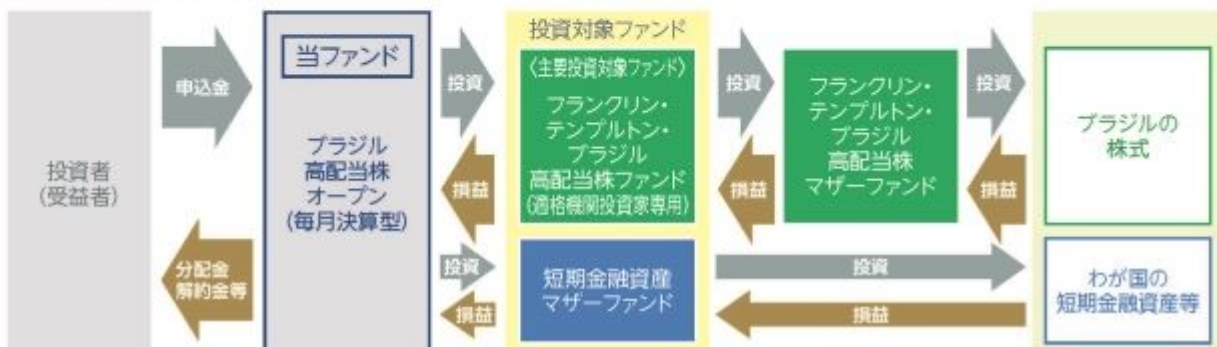 投資者
(受益者)
申込金
分配金
解約金等
当ファンド
ブラジル
高配当株
オープン
(毎月決算型)
投資
損益
投資
損益
投資対象ファンド
〈主要投資対象ファンド〉
フランクリン・
テンプルトン・
ブラジル
高配当株ファンド
(適格機関投資家専用)
短期金融資産
マザーファンド
投資
損益
フランクリン・
テンプルトン・
ブラジル
高配当株
マザーファンド
投資
損益
投資
損益
ブラジルの
株式
わが国の
短期金融資産等